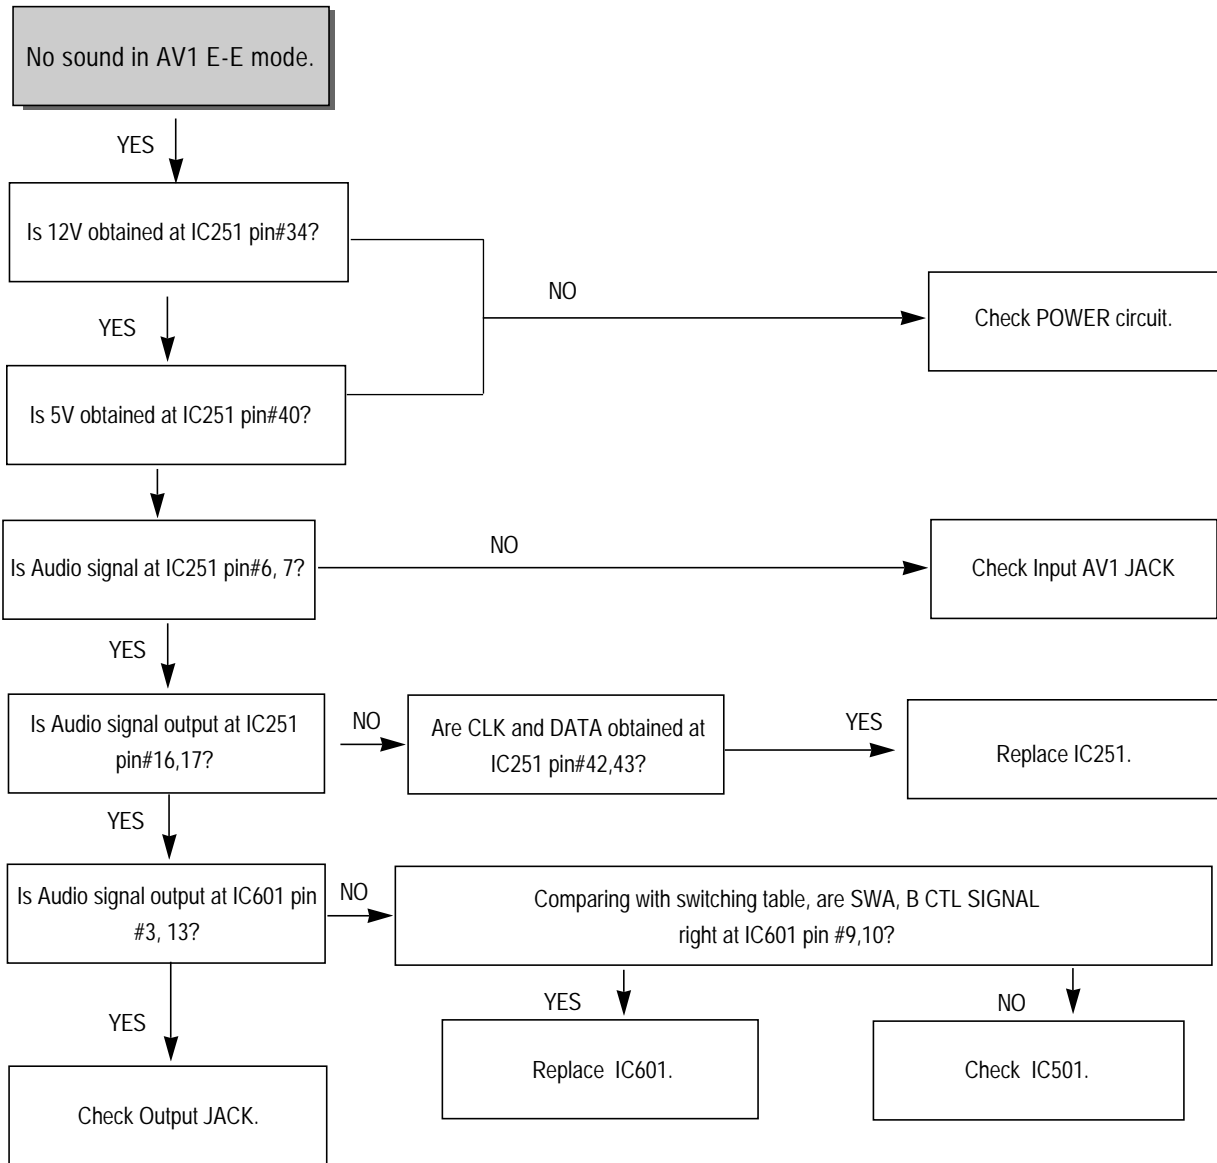 No sound in AV1 E-E mode.
YES
Is 12V obtained at IC251 pin#34?
NO
Check POWER circuit.
YES
Is 5V obtained at IC251 pin#40?
Is Audio signal at IC251 pin#6, 7?
NO
Check Input AV1 JACK
YES
Is Audio signal output at IC251
pin#16,17?
NO
Are CLK and DATA obtained at
IC251 pin#42,43?
YES
Replace IC251.
YES
Is Audio signal output at IC601 pin
#3, 13?
NO
Comparing with switching table, are SWA, B CTL SIGNAL
right at IC601 pin #9,10?
YES
Replace IC601.
NO
Check IC501.
YES
Check Output JACK.